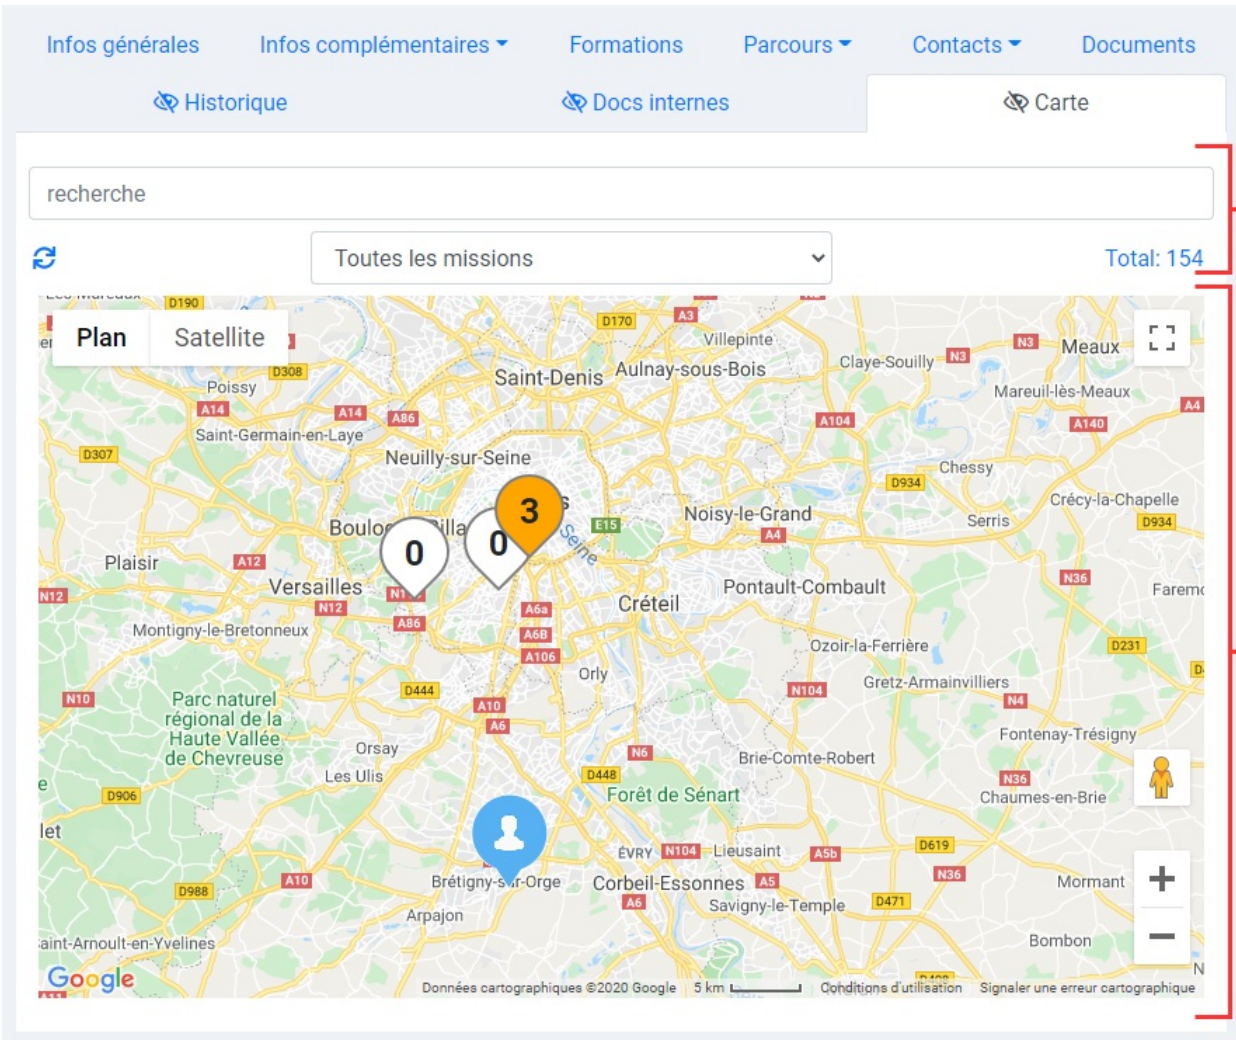 Infos générales Infos complémentaires Formations Parcours Contacts Documents
Historique Docs internes Carte
recherche
Toutes les missions Total: 154
D190
Plan Satellite D170 A3 Villepinte Meaux
N3 N3 Claye-Souilly
D308 Saint-Denis Aulnay-sous-Bois
Poissy Mareuil-lès-Meaux
A14 A14 A86 A104 A140 A4
Saint-Germain-en-Laye
D307 Neuilly-sur-Seine Chessy
D934
3 Crécy-la-Chapelle
Noisy-le-Grand Serris D934
E15 Seine A4
0 0
Plaisir A12 Versailles Pontault-Combault N36
N12 N12 Créteil
A86 A6a
Montigny-le-Bretonneux A6B
A106 Ozoir-la-Ferrière D231
Orly
N10 D444 N104 Gretz-Armainvilliers
Parc naturel
régional de la
Haute Vallée
de Chevreuse
A10 N4
A6 Fontenay-Trésigny
Orsay N6 Brie-Comte-Robert
Les Ulis D448 N36
D906 Forêt de Sénart Chaumes-en-Brie
ÉVRY N104 Lieusaint A5b D619
A10 N36
D988 Brétigny-sur-Orge Corbeil-Essonnes A5 Mormant
A6 Savigny-le-Temple D471
Arpajon
Bombon
Google
Données cartographiques ©2020 Google 5 km Conditions d'utilisation Signaler une erreur cartographique